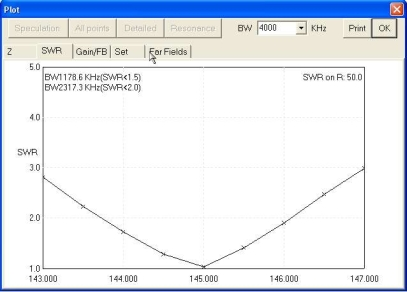 Plot
Speculation All points Detailed Resonance BW 4000 KHz Print OK
Z SWR Gain/FB Set Far Fields
5.0
BW1178.6 KHz(SWR<1.5) SWR on R: 50.0
BW2317.3 KHz(SWR<2.0)
4.0
SWR
3.0
2.0
1.0
143.000 144.000 145.000 146.000 147.000